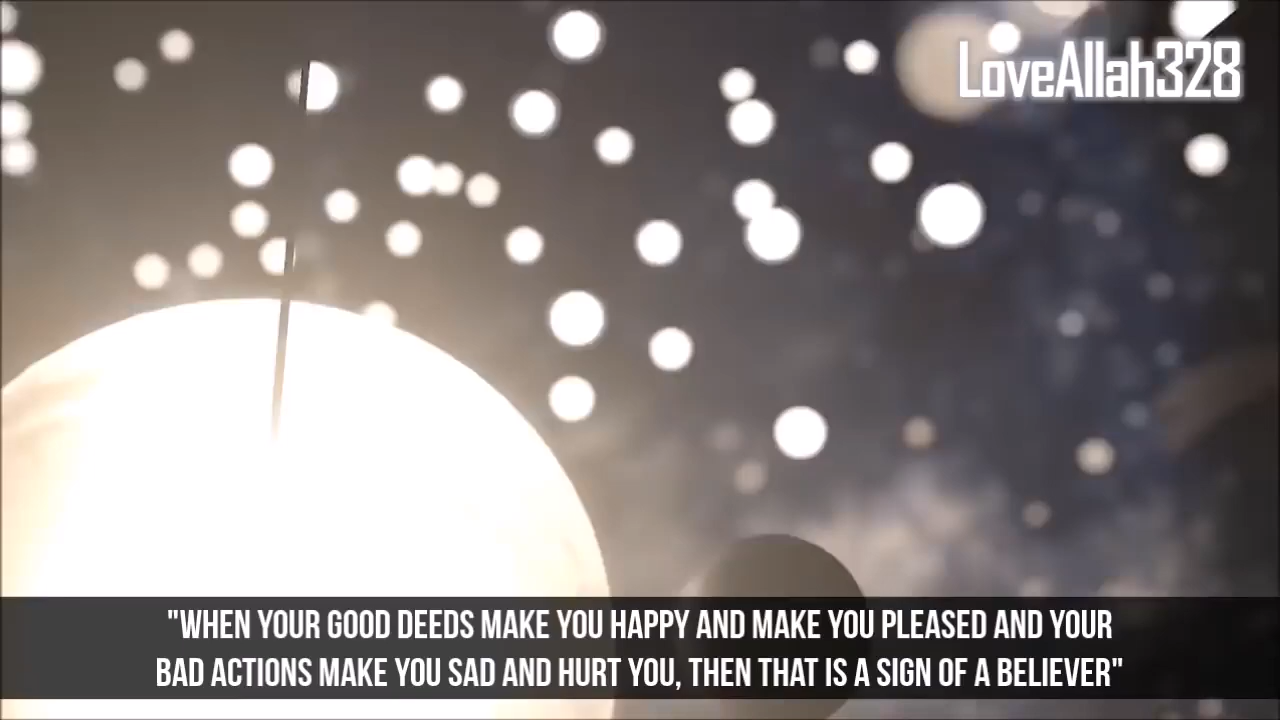 LoveAllah328
"WHEN YOUR GOOD DEEDS MAKE YOU HAPPY AND MAKE YOU PLEASED AND YOUR
BAD ACTIONS MAKE YOU SAD AND HURT YOU, THEN THAT IS A SIGN OF A BELIEVER"